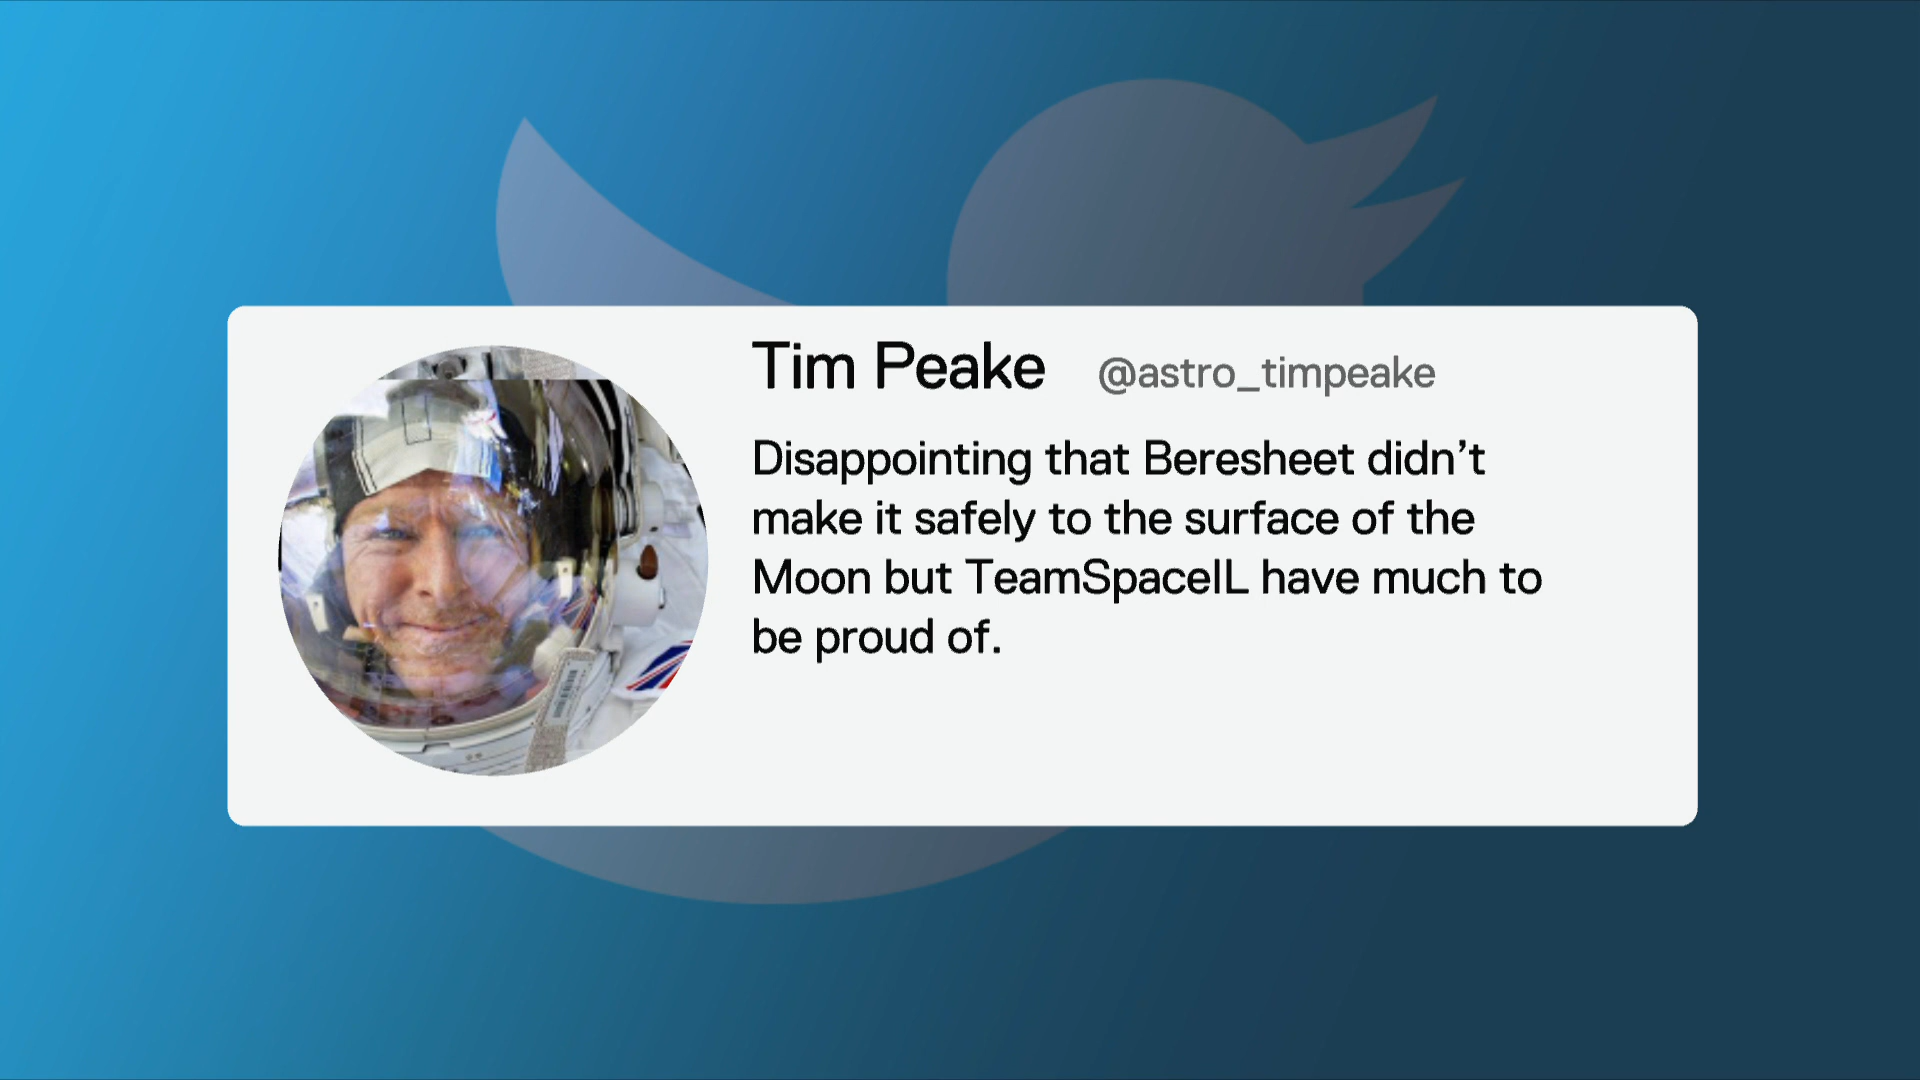 Tim Peake @astro_timpeake
Disappointing that Beresheet didn’t
make it safely to the surface of the
Moon but TeamSpaceIL have much to
be proud of.